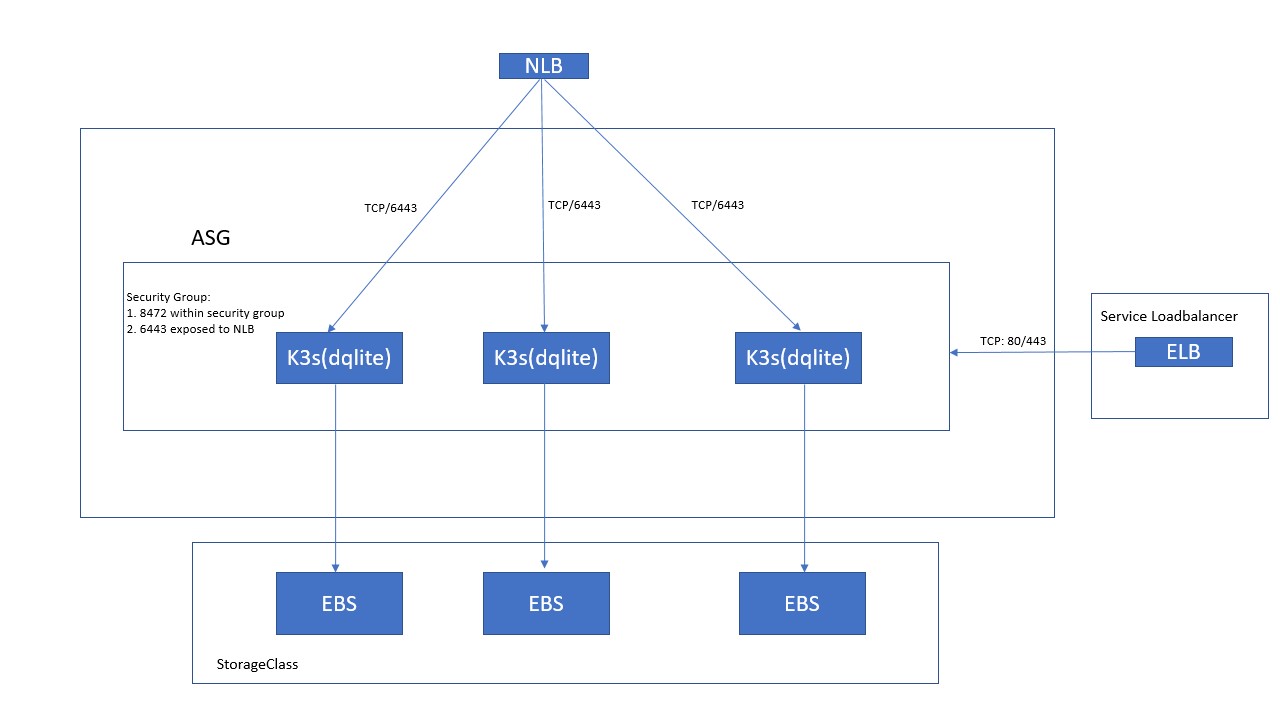 NLB
TCP/6443
TCP/6443
TCP/6443
ASG
Security Group:
1. 8472 within security group
2. 6443 exposed to NLB
K3s(dqlite)
K3s(dqlite)
K3s(dqlite)
TCP: 80/443
Service Loadbalancer
ELB
EBS
EBS
EBS
StorageClass